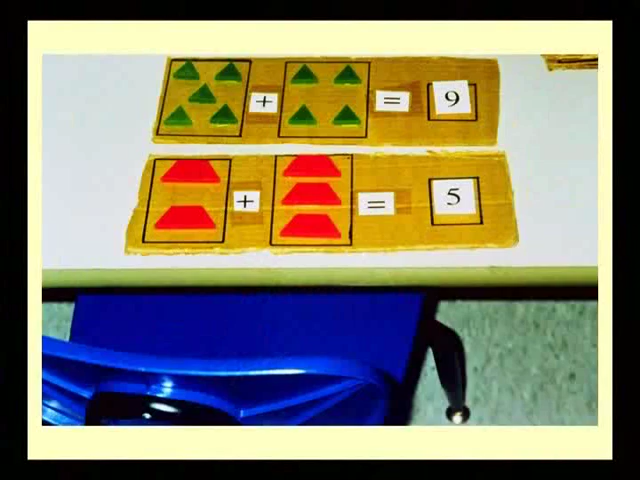 + = 9
+ = 5